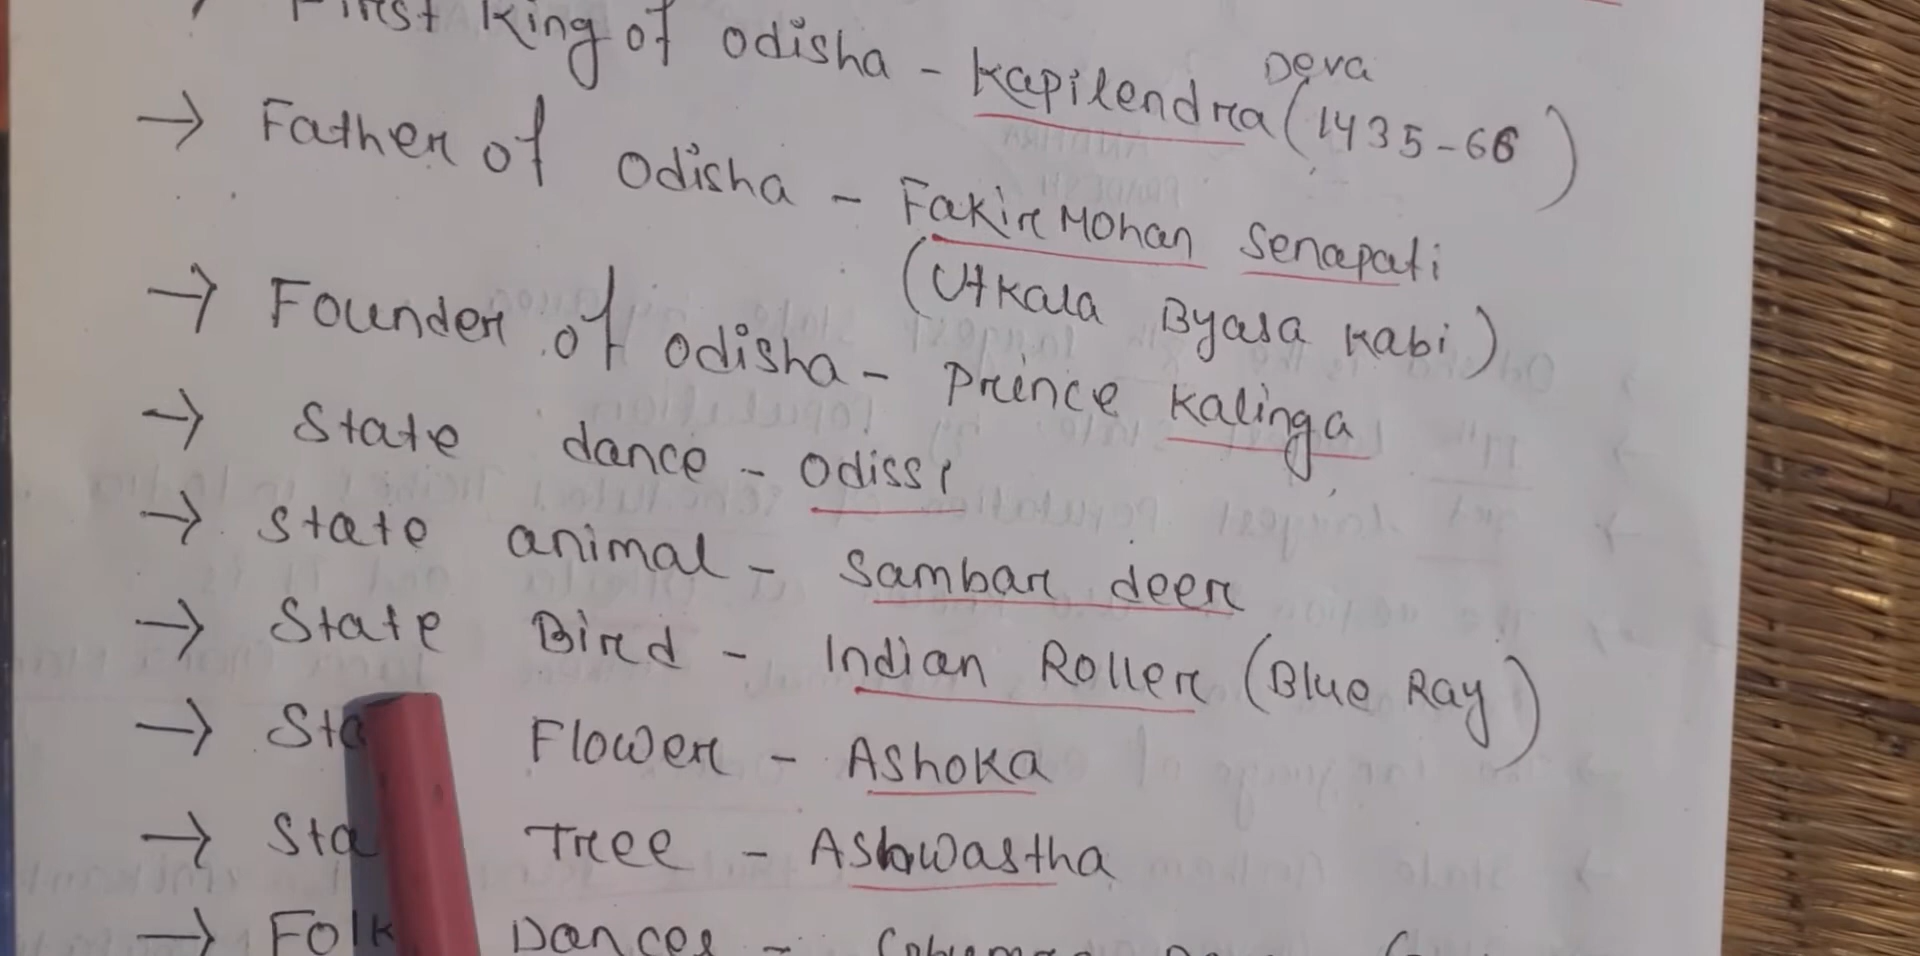 First King of odisha - Kapilendra Deva (1435-66)
→ Father of odisha - Fakir Mohan Senapati
(Utkala Byasa Kabi)
→ Founder of odisha - Prince Kalinga
→ State dance - Odissi
→ State animal - Sambar deer
→ State Bird - Indian Roller (Blue Ray)
→ Sta Flower - Ashoka
→ Sta Tree - Ashwastha
→ Folk Dances -